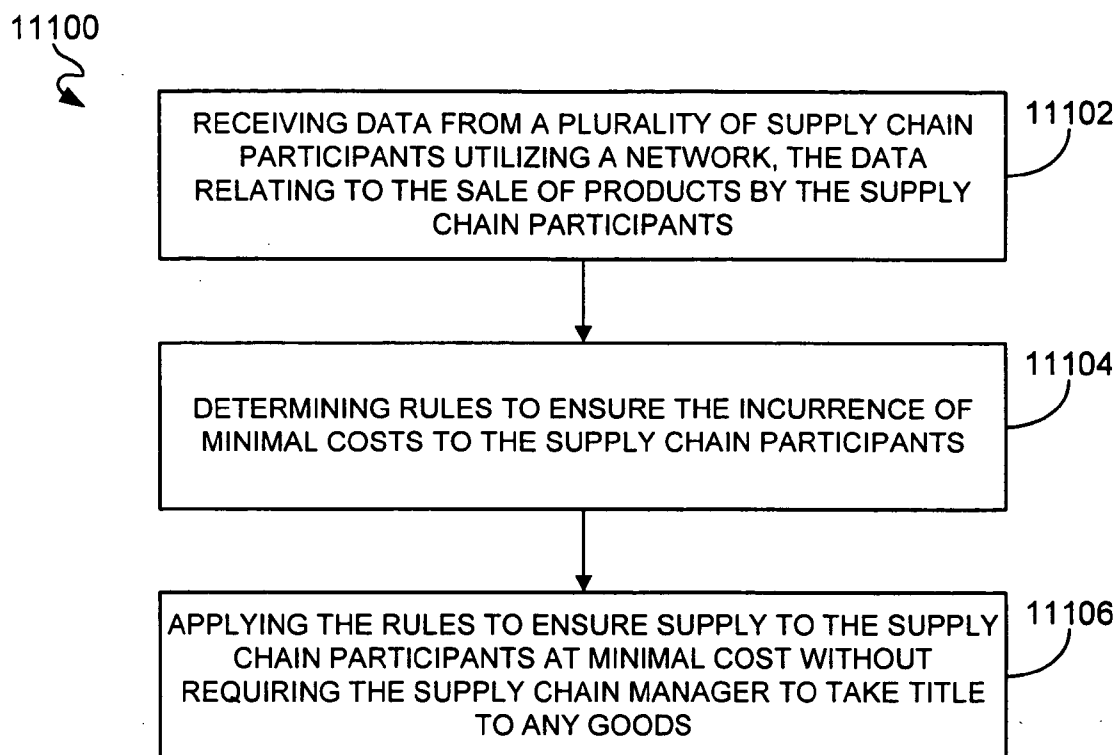 11100
11102
RECEIVING DATA FROM A PLURALITY OF SUPPLY CHAIN
PARTICIPANTS UTILIZING A NETWORK, THE DATA
RELATING TO THE SALE OF PRODUCTS BY THE SUPPLY
CHAIN PARTICIPANTS
11104
DETERMINING RULES TO ENSURE THE INCURRENCE OF
MINIMAL COSTS TO THE SUPPLY CHAIN PARTICIPANTS
11106
APPLYING THE RULES TO ENSURE SUPPLY TO THE SUPPLY
CHAIN PARTICIPANTS AT MINIMAL COST WITHOUT
REQUIRING THE SUPPLY CHAIN MANAGER TO TAKE TITLE
TO ANY GOODS